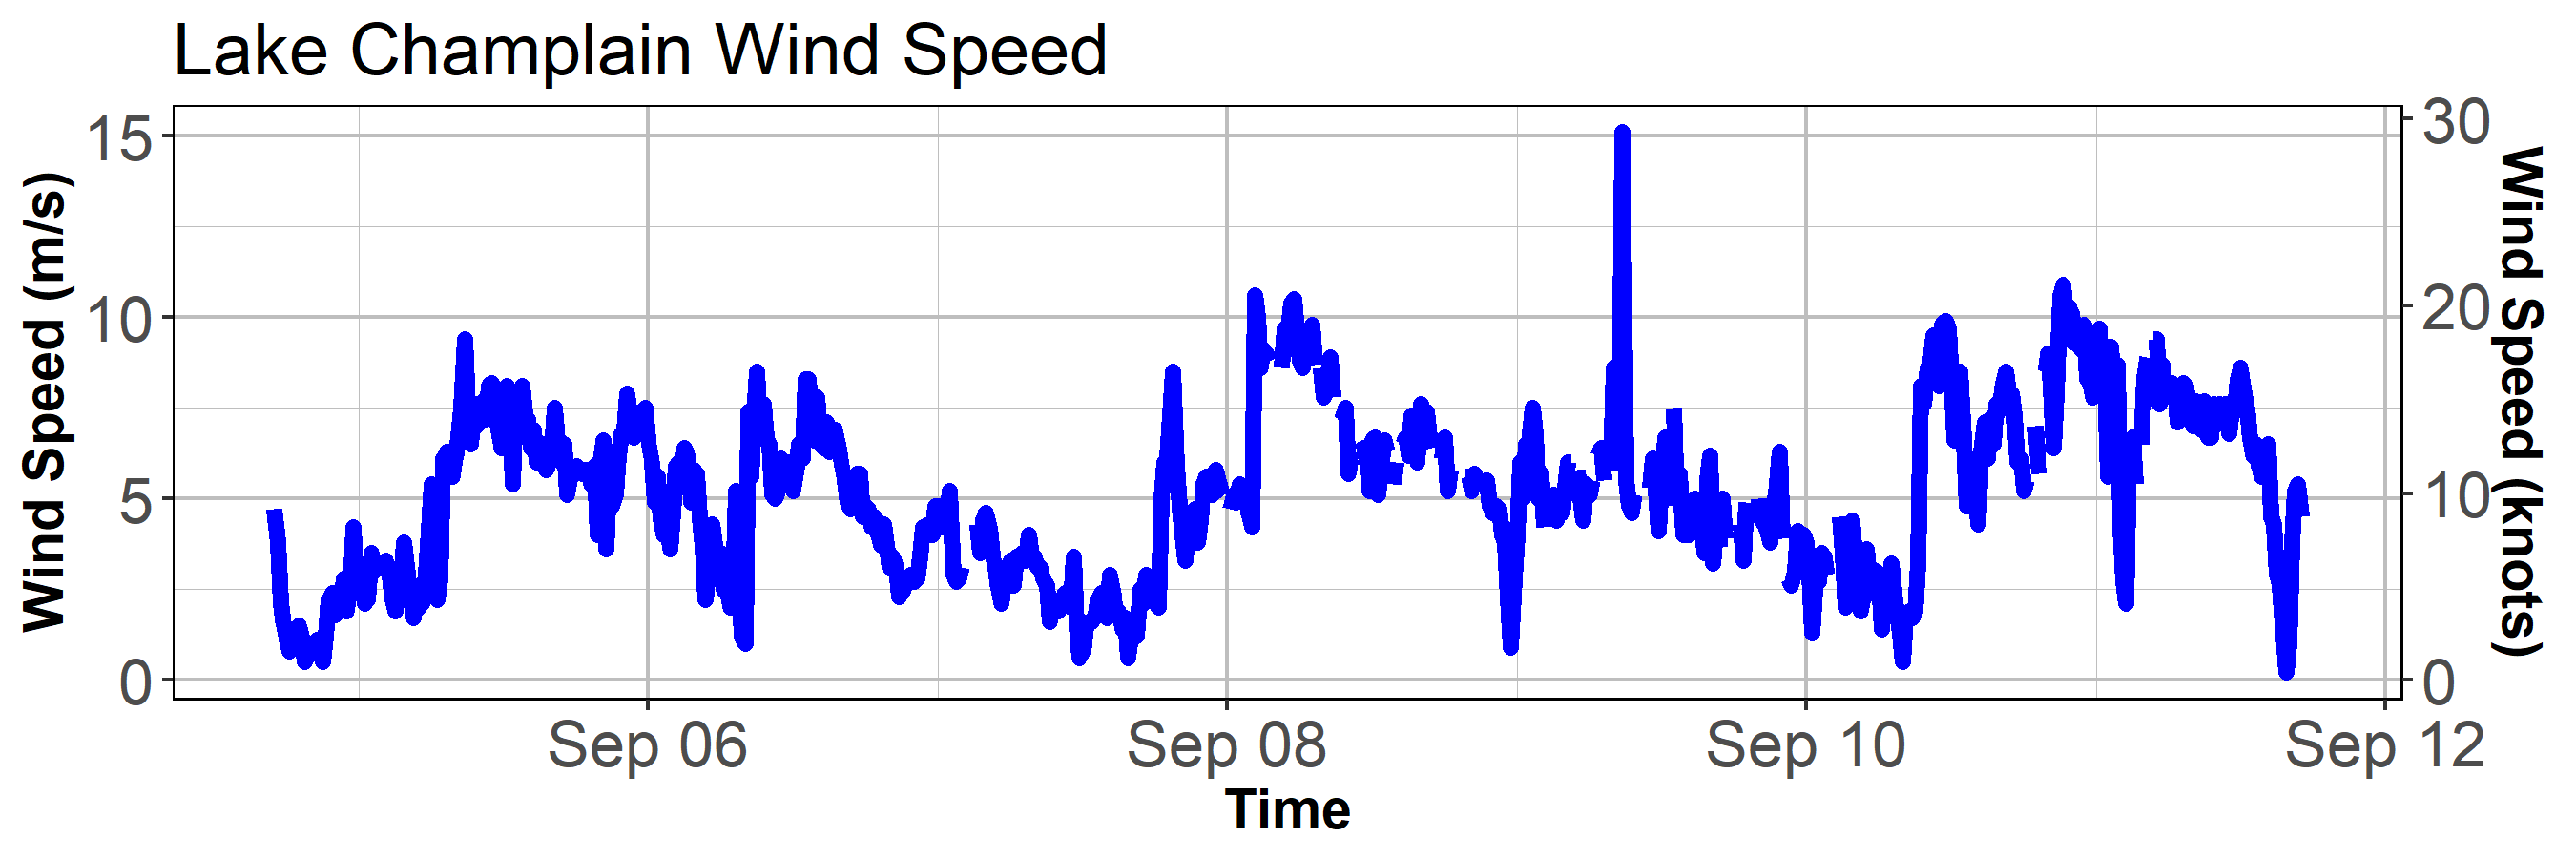 Lake Champlain Wind Speed
Wind Speed (m/s)
15
10
5
0
30
20
10
0
Wind Speed (knots)
Sep 06
Sep 08
Sep 10
Sep 12
Time